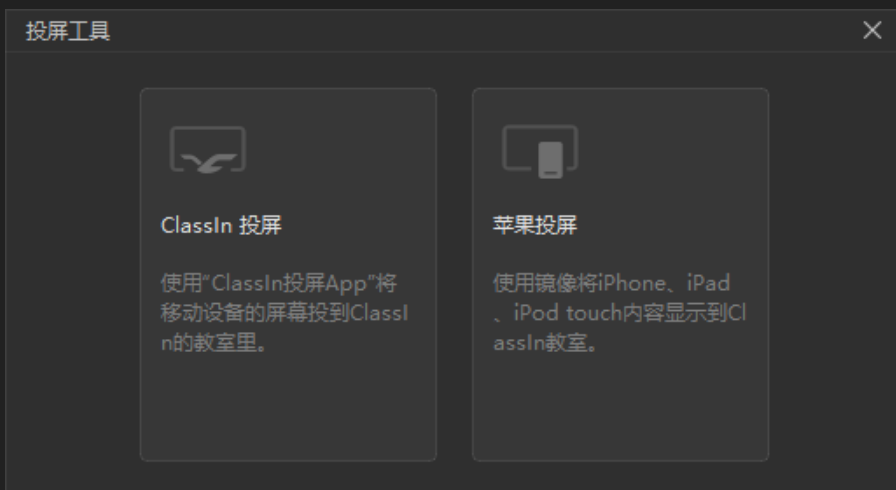 投屏工具
ClassIn 投屏
使用“ClassIn投屏App”将
移动设备的屏幕投到ClassI
n的教室里。
苹果投屏
使用镜像将iPhone、iPad
、iPod touch内容显示到Cl
assIn教室。